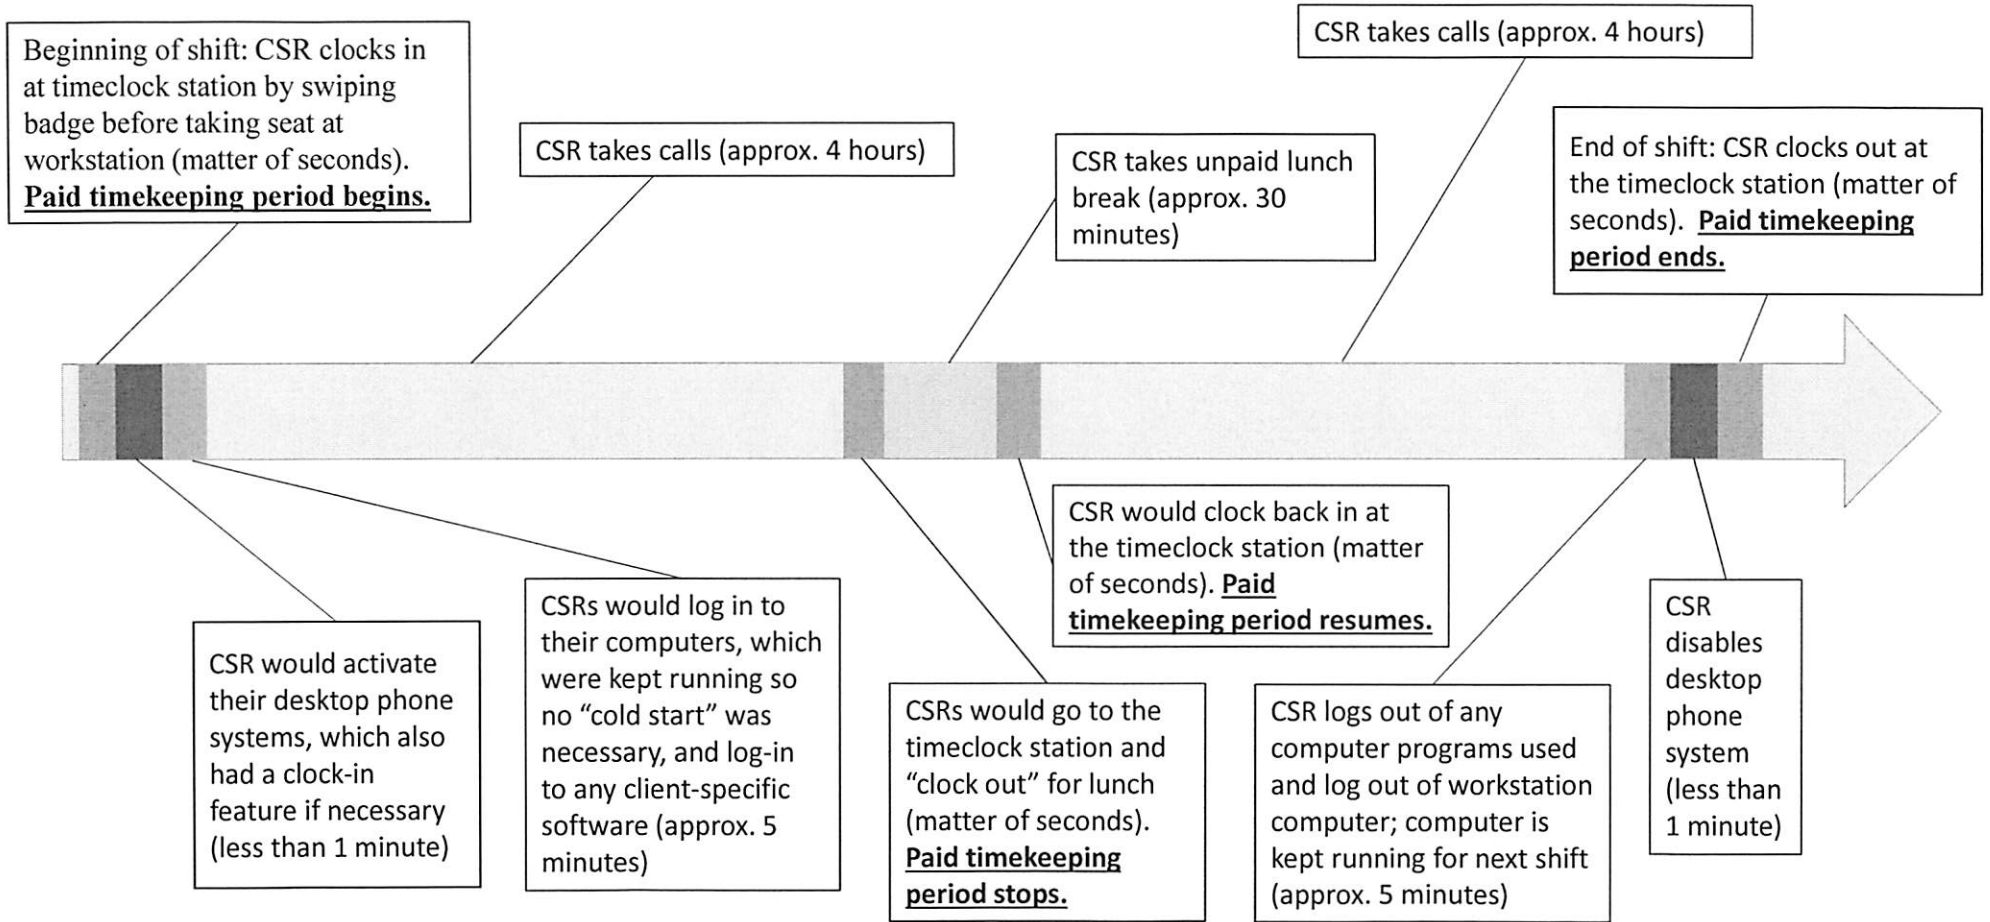 Beginning of shift: CSR clocks in
at timeclock station by swiping
badge before taking seat at
workstation (matter of seconds).
Paid timekeeping period begins.
CSR takes calls (approx. 4 hours)
CSR takes unpaid lunch
break (approx. 30
minutes)
CSR takes calls (approx. 4 hours)
End of shift: CSR clocks out at
the timeclock station (matter of
seconds). Paid timekeeping
period ends.
CSR would activate
their desktop phone
systems, which also
had a clock-in
feature if necessary
(less than 1 minute)
CSRs would log in to
their computers, which
were kept running so
no “cold start” was
necessary, and log-in
to any client-specific
software (approx. 5
minutes)
CSRs would go to the
timeclock station and
“clock out” for lunch
(matter of seconds).
Paid timekeeping
period stops.
CSR would clock back in at
the timeclock station (matter
of seconds). Paid
timekeeping period resumes.
CSR logs out of any
computer programs used
and log out of workstation
computer; computer is
kept running for next shift
(approx. 5 minutes)
CSR
disables
desktop
phone
system
(less than
1 minute)